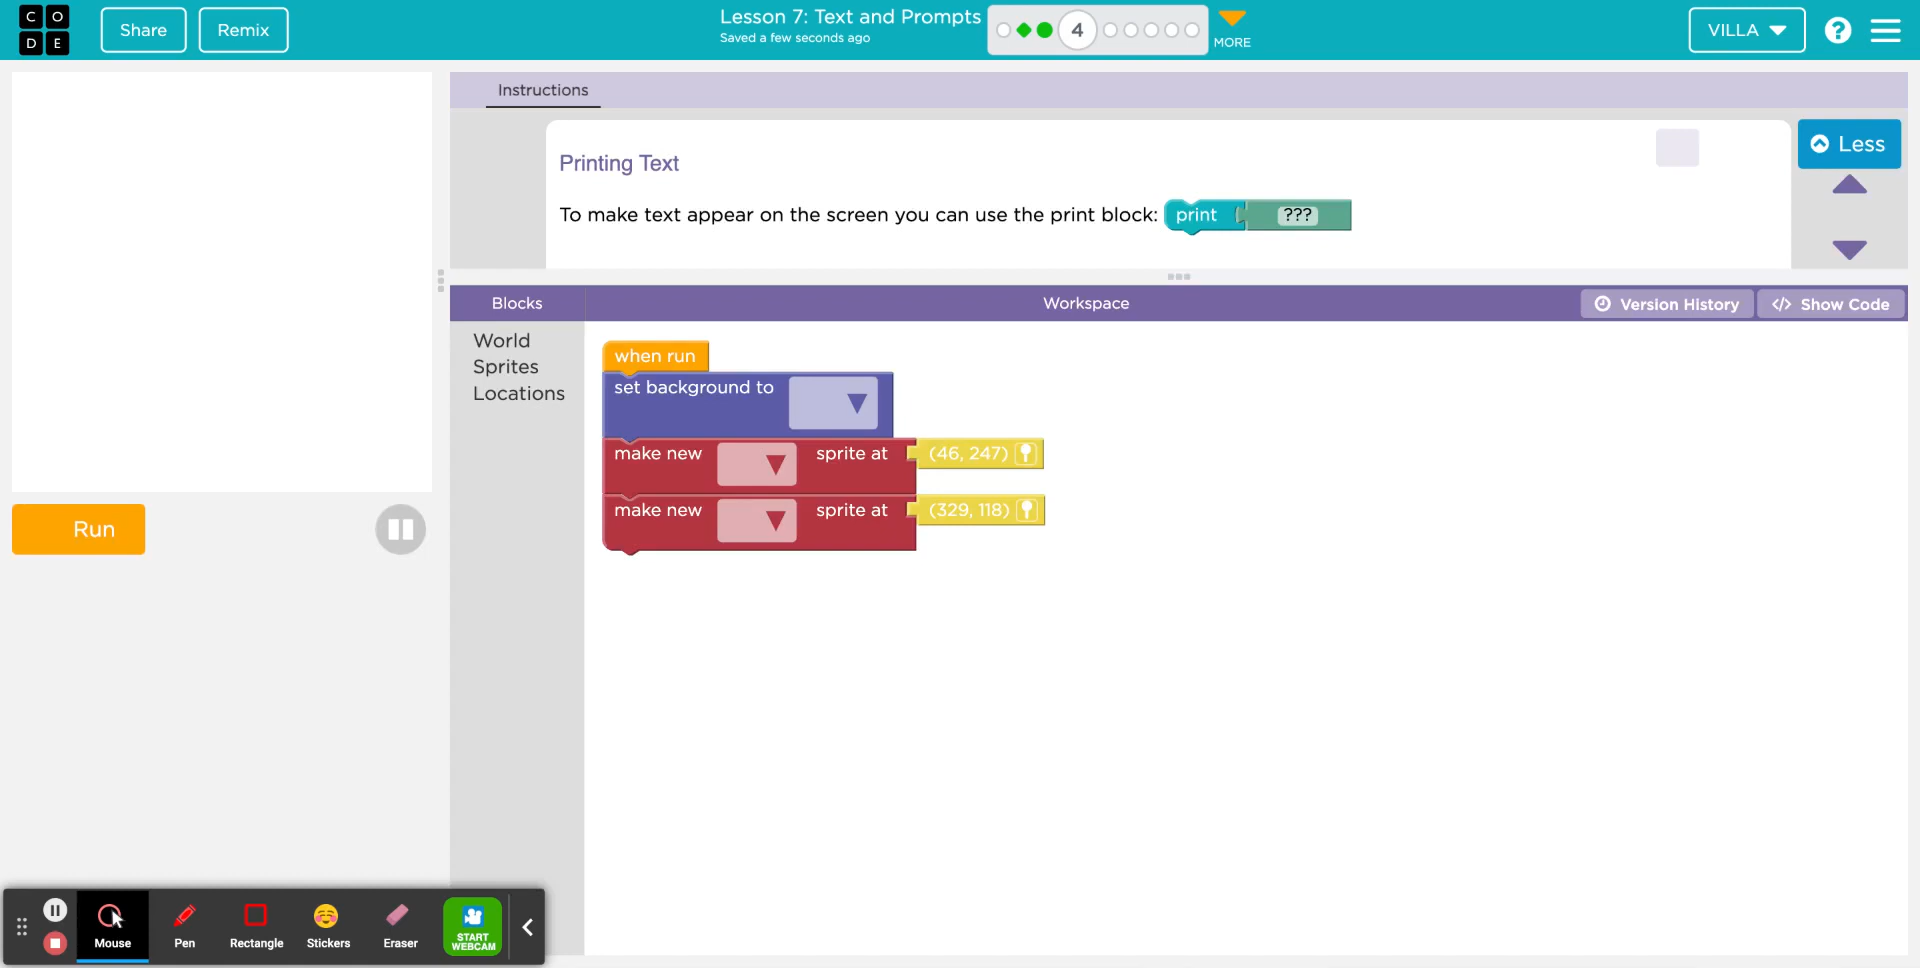 C O
D E
Share
Remix
Lesson 7: Text and Prompts
Saved a few seconds ago
4
MORE
VILLA
?
Instructions
Printing Text
To make text appear on the screen you can use the print block: print ???
Less
Blocks
Workspace
Version History
</> Show Code
World
Sprites
Locations
when run
set background to
make new sprite at (46, 247)
make new sprite at (329, 118)
Run
Mouse
Pen
Rectangle
Stickers
Eraser
START
WEBCAM